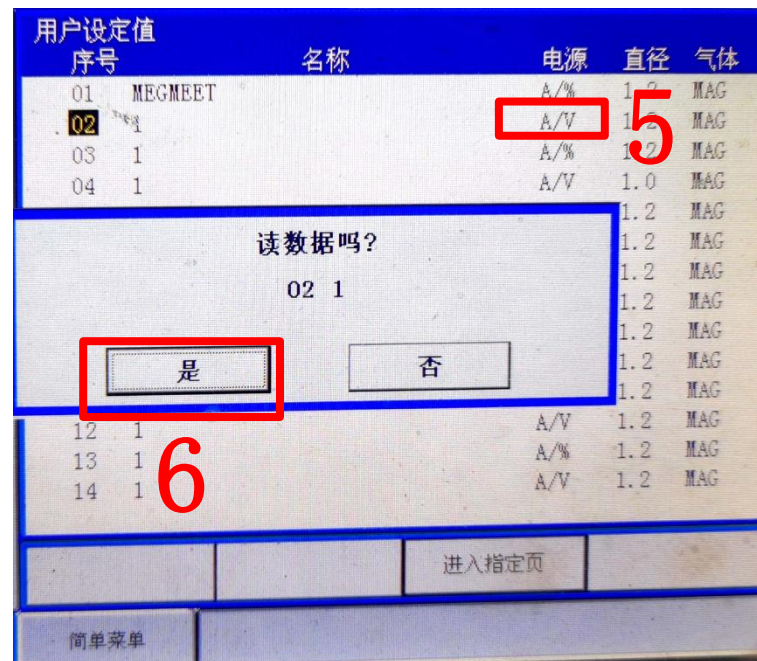 用户设定值
序号 名称 电源 直径 气体
01 MEGMEET A/% 1.2 MAG
02 1 A/V 1.2 MAG
03 1 A/% 1.2 MAG
04 1 A/V 1.0 MAG
1.2 MAG
1.2 MAG
1.2 MAG
1.2 MAG
1.2 MAG
1.2 MAG
1.2 MAG
读数据吗?
02 1
是 否
12 1 A/V 1.2 MAG
13 1 A/% 1.2 MAG
14 1 A/V 1.2 MAG
进入指定页
简单菜单
5
6